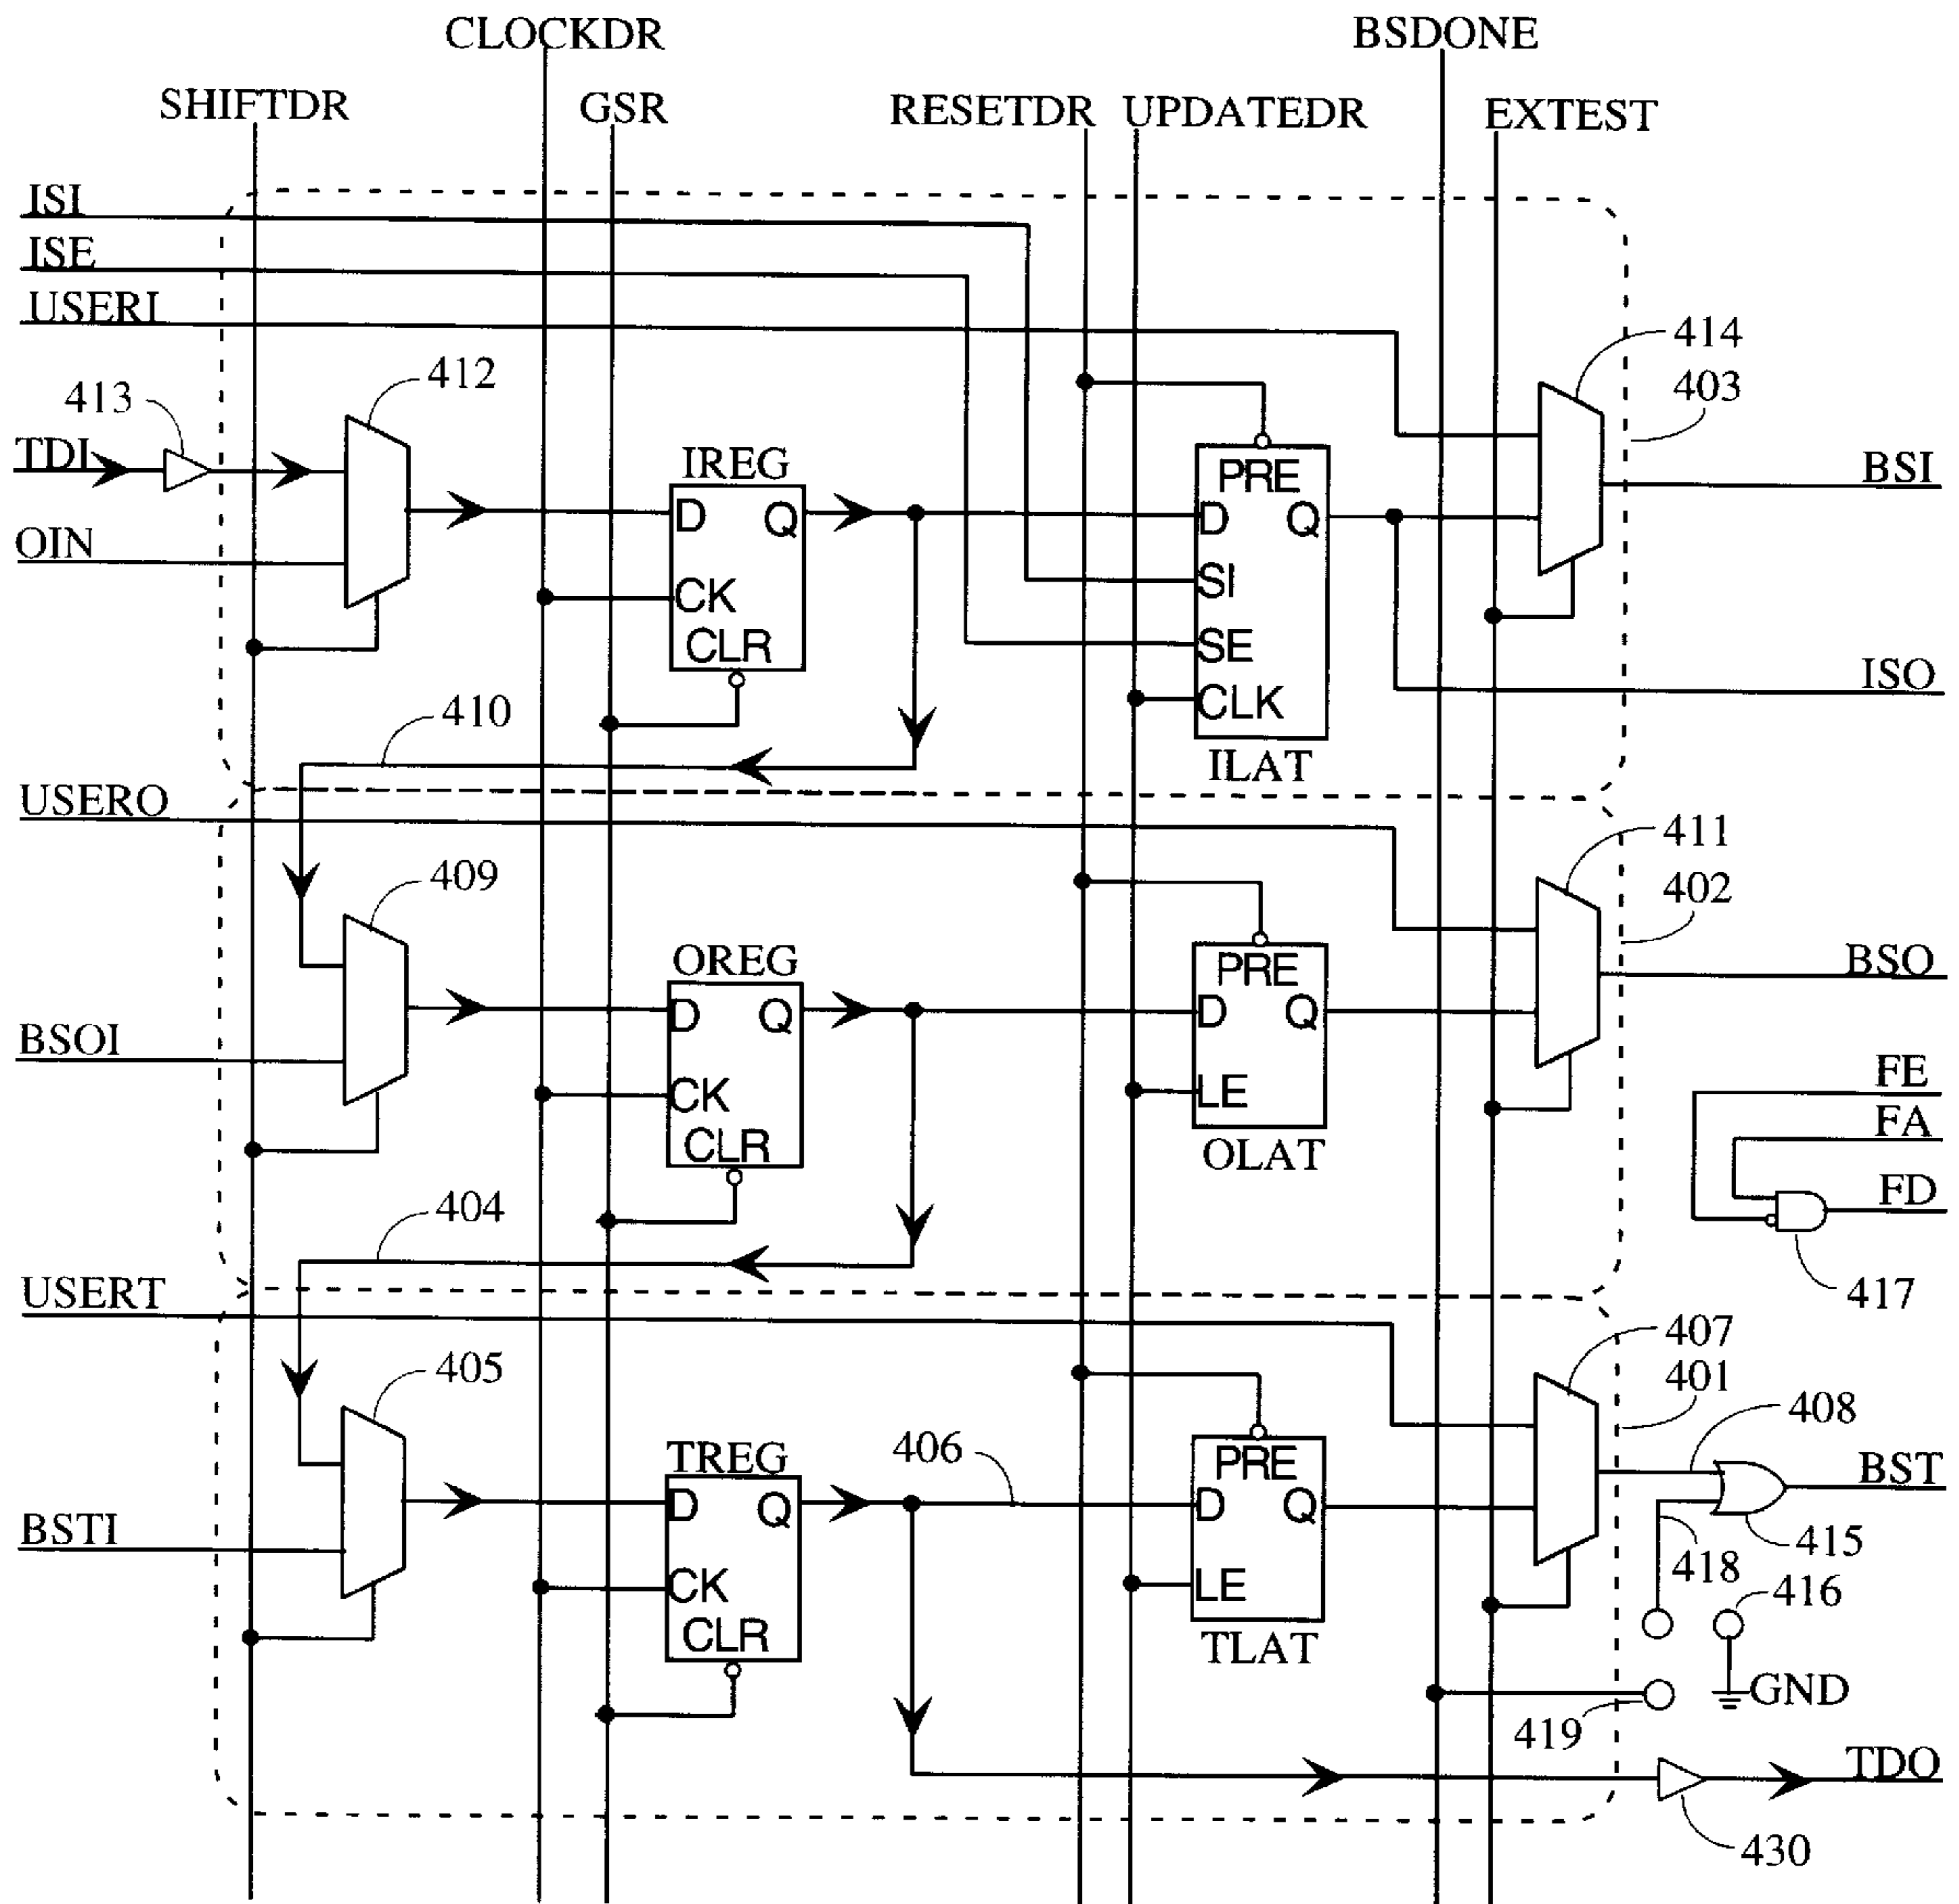 CLOCKDR
BSDONE
SHIFTDR
GSR
RESETDR
UPDATEDR
EXTEST
ISI
ISE
USERI
414
412
403
413
TDI
IREG
PRE
BSI
D
Q
D
Q
OIN
SI
CK
SE
CLR
ISO
CLK
410
ILAT
USERO
411
409
402
OREG
PRE
BSO
D
Q
D
Q
BSOI
FE
CK
LE
FA
CLR
OLAT
FD
404
417
USERT
407
405
401
408
TREG
406
PRE
BST
D
Q
D
Q
BSTI
415
418
CK
LE
416
CLR
TLAT
GND
419
TDO
430